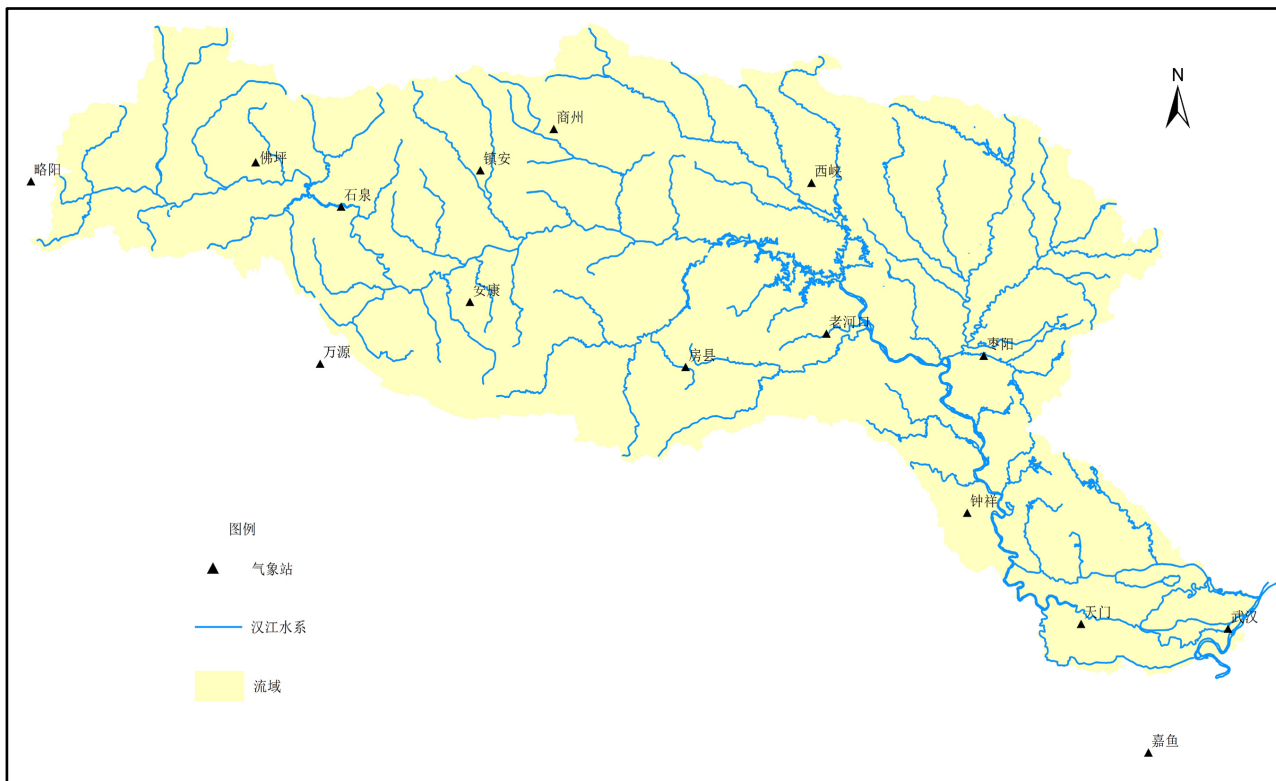 N
商州
佛坪
镇安
略阳
西峡
石泉
安康
老河口
万源
房县
枣阳
钟祥
图例
气象站
天门
武汉
汉江水系
流域
嘉鱼